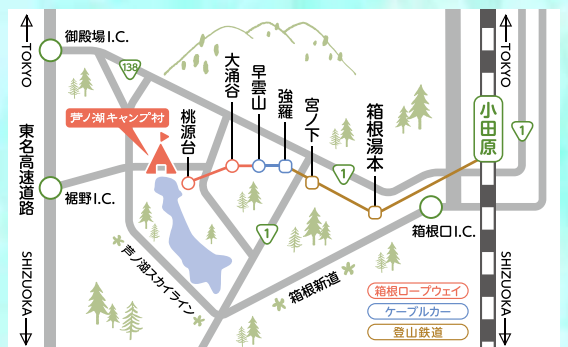 TOKYO
御殿場I.C.
138
芦ノ湖キャンプ村
桃源台
大涌谷
早雲山
強羅
宮ノ下
箱根湯本
小田原
TOKYO
1
1
1
東名高速道路
裾野I.C.
箱根口I.C.
SHIZUOKA
芦ノ湖スカイライン
箱根新道
SHIZUOKA
箱根ロープウェイ
ケーブルカー
登山鉄道